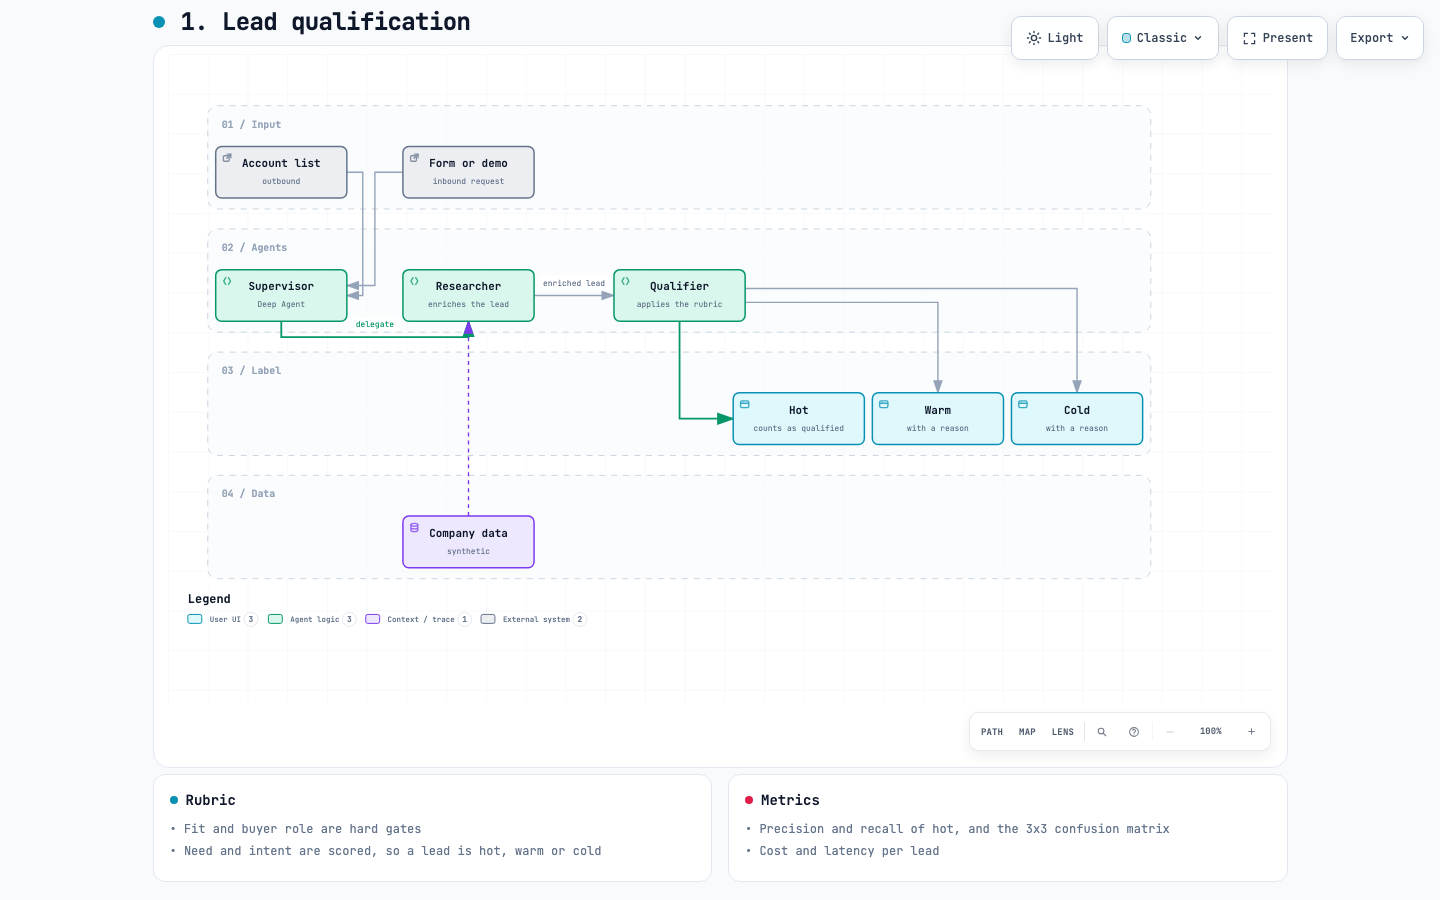 1. Lead qualification
Light
Classic
Present
Export
01 / Input
Account list
outbound
Form or demo
inbound request
02 / Agents
Supervisor
Deep Agent
Researcher
enriches the lead
enriched lead
Qualifier
applies the rubric
delegate
03 / Label
Hot
counts as qualified
Warm
with a reason
Cold
with a reason
04 / Data
Company data
synthetic
Legend
User UI 3
Agent logic 3
Context / trace 1
External system 2
PATH MAP LENS 100%
Rubric
• Fit and buyer role are hard gates
• Need and intent are scored, so a lead is hot, warm or cold
Metrics
• Precision and recall of hot, and the 3x3 confusion matrix
• Cost and latency per lead